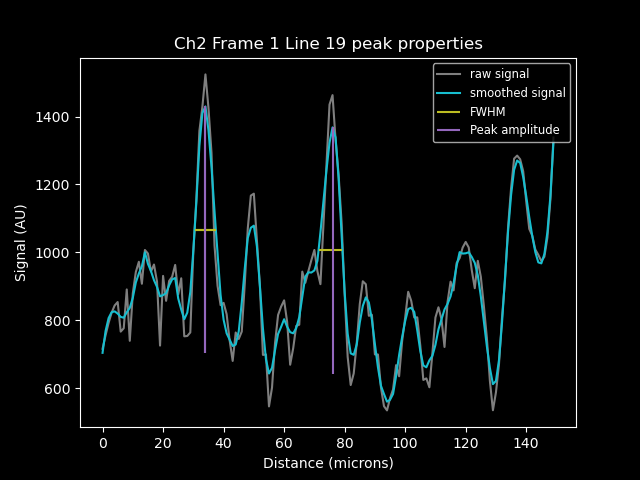 Ch2 Frame 1 Line 19 peak properties
raw signal
smoothed signal
FWHM
Peak amplitude
Signal (AU)
1400
1200
1000
800
600
0 20 40 60 80 100 120 140
Distance (microns)